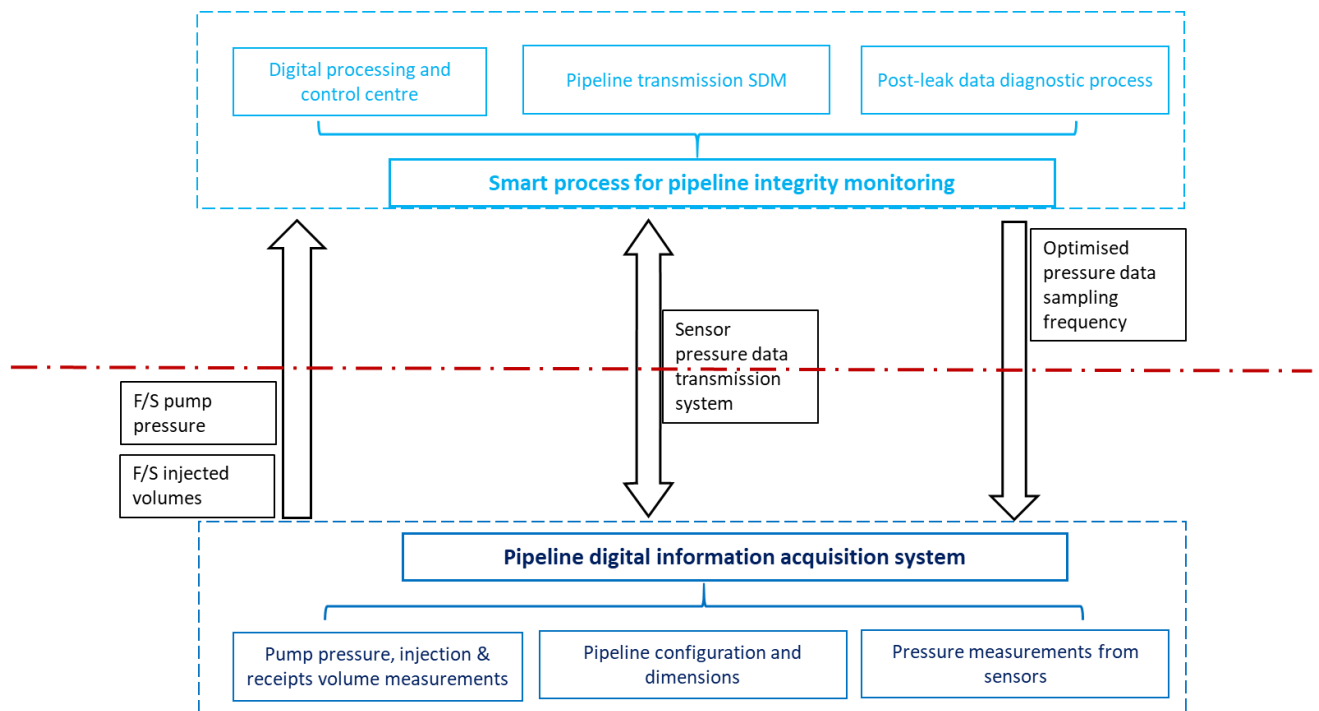 Digital processing and
control centre
Pipeline transmission SDM
Post-leak data diagnostic process
Smart process for pipeline integrity monitoring
Optimised
pressure data
sampling
frequency
Sensor
pressure data
transmission
system
F/S pump
pressure
F/S injected
volumes
Pipeline digital information acquisition system
Pump pressure, injection &
receipts volume measurements
Pipeline configuration and
dimensions
Pressure measurements from
sensors